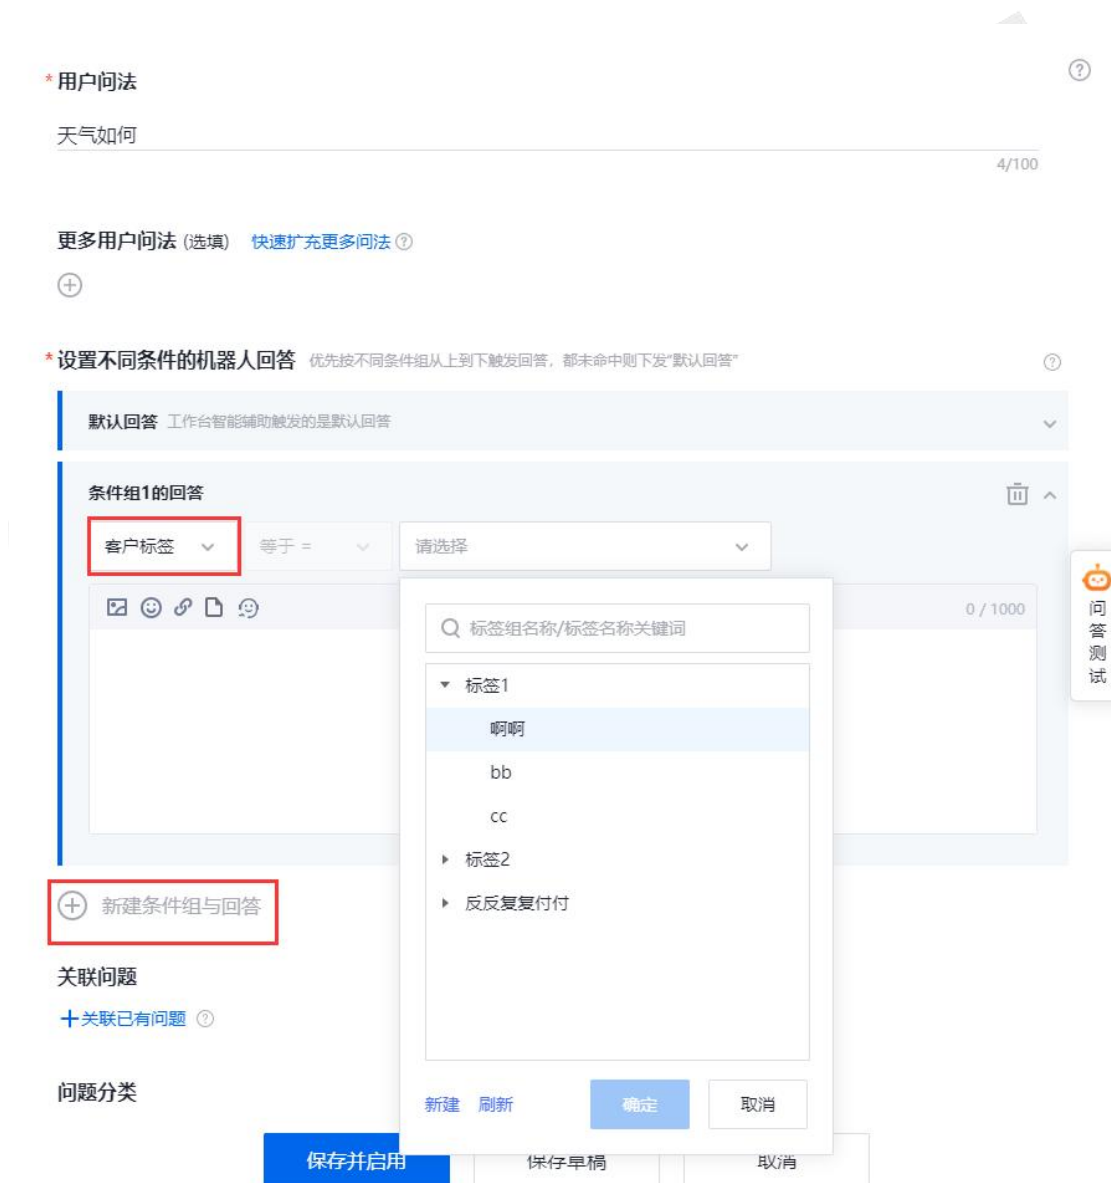 * 用户问法
天气如何
4/100
更多用户问法 (选填) 快速扩充更多问法
* 设置不同条件的机器人回答 优先按不同条件组从上到下触发回答，都未命中则下发“默认回答”
默认回答 工作台智能辅助触发的是默认回答
条件组1的回答
客户标签 等于 = 请选择
0 / 1000
标签组名称/标签名称关键词
标签1
啊啊
bb
cc
标签2
反反复复付付
新建 刷新 确定 取消
新建条件组与回答
关联问题
+关联已有问题
问题分类
保存并启用 保存草稿 取消
问
答
测
试